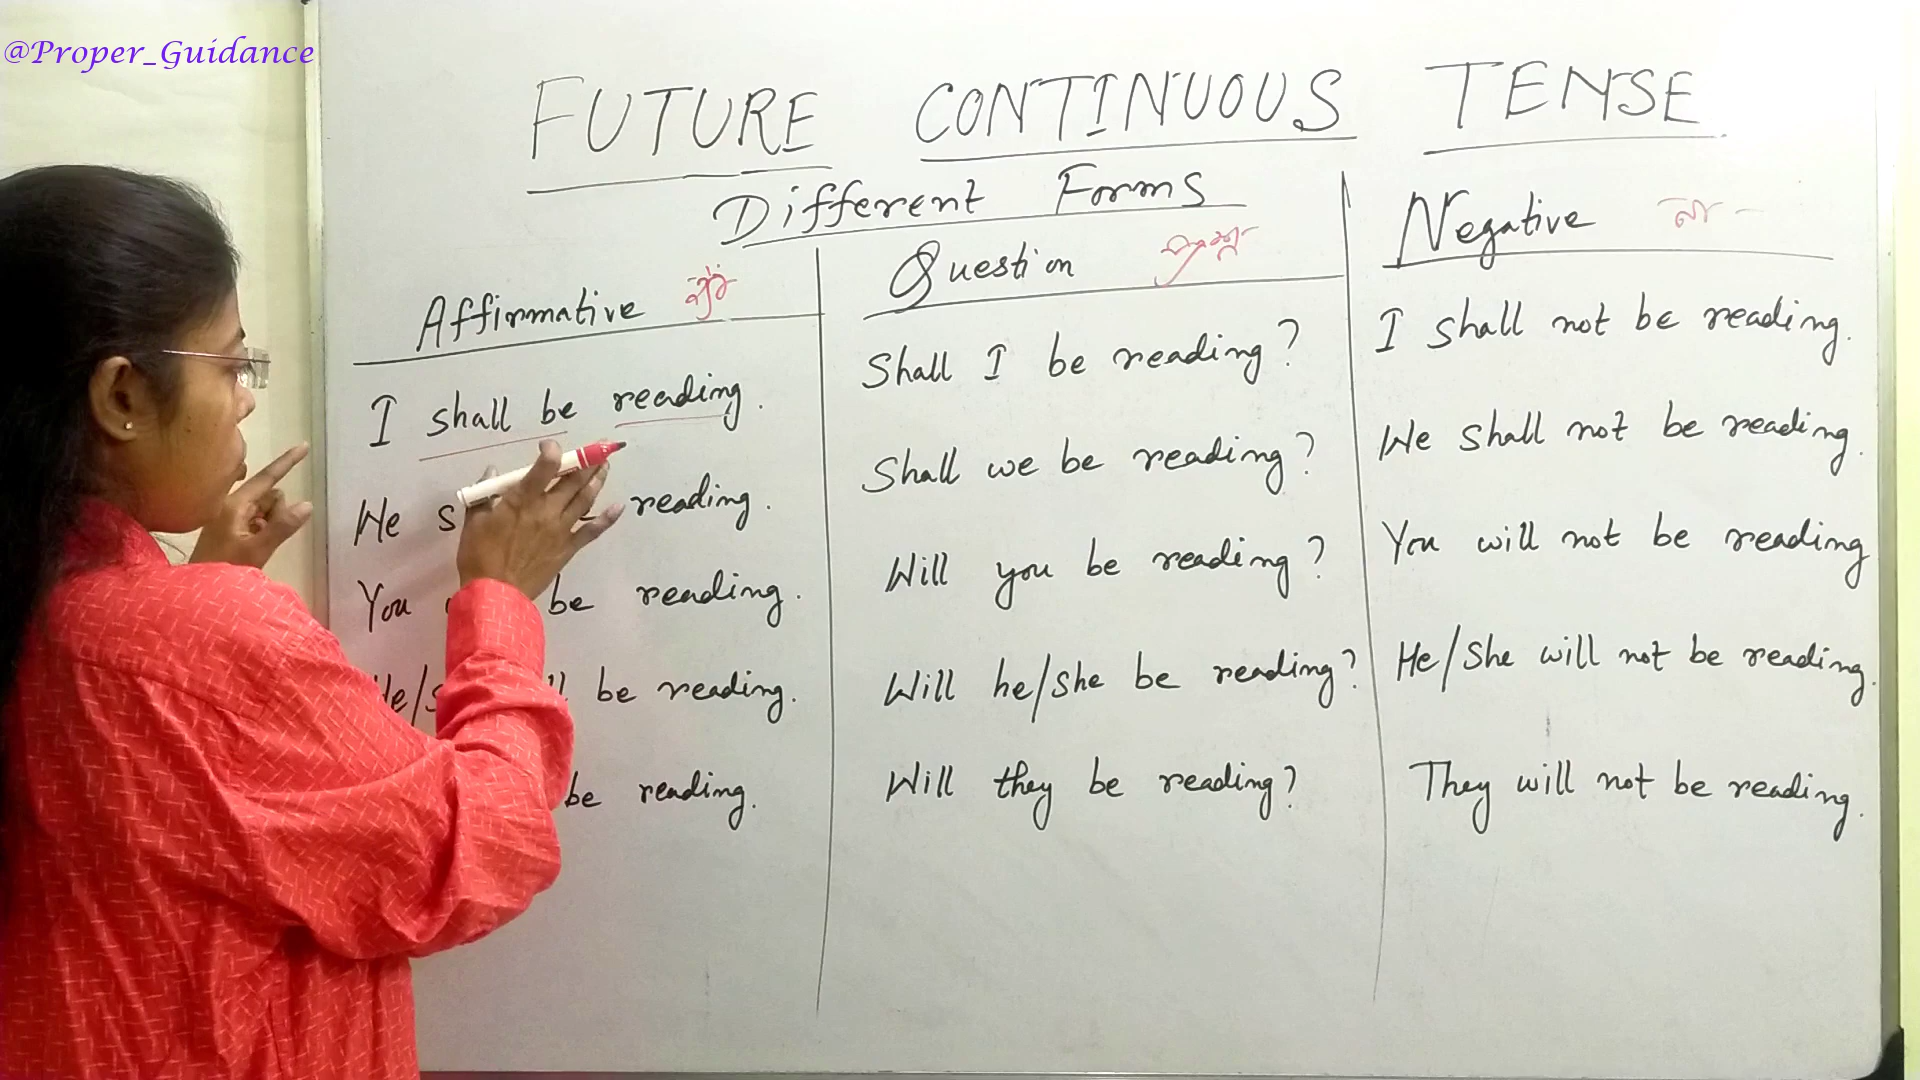 @Proper_Guidance
FUTURE CONTINUOUS TENSE
Different Forms
Affirmative হ্যাঁ
I shall be reading.
We reading.
You be reading.
be reading.
be reading.
Question প্রশ্ন
Shall I be reading?
Shall we be reading?
Will you be reading?
Will he/she be reading?
Will they be reading?
Negative না
I shall not be reading.
We shall not be reading.
You will not be reading
He/She will not be reading.
They will not be reading.